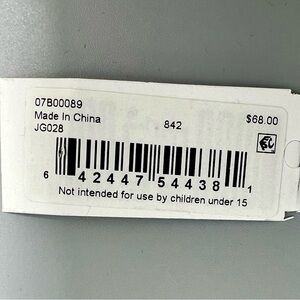 07B00089
Made In China 842 $68.00
JG028
6 42447 54438 1
Not intended for use by children under 15